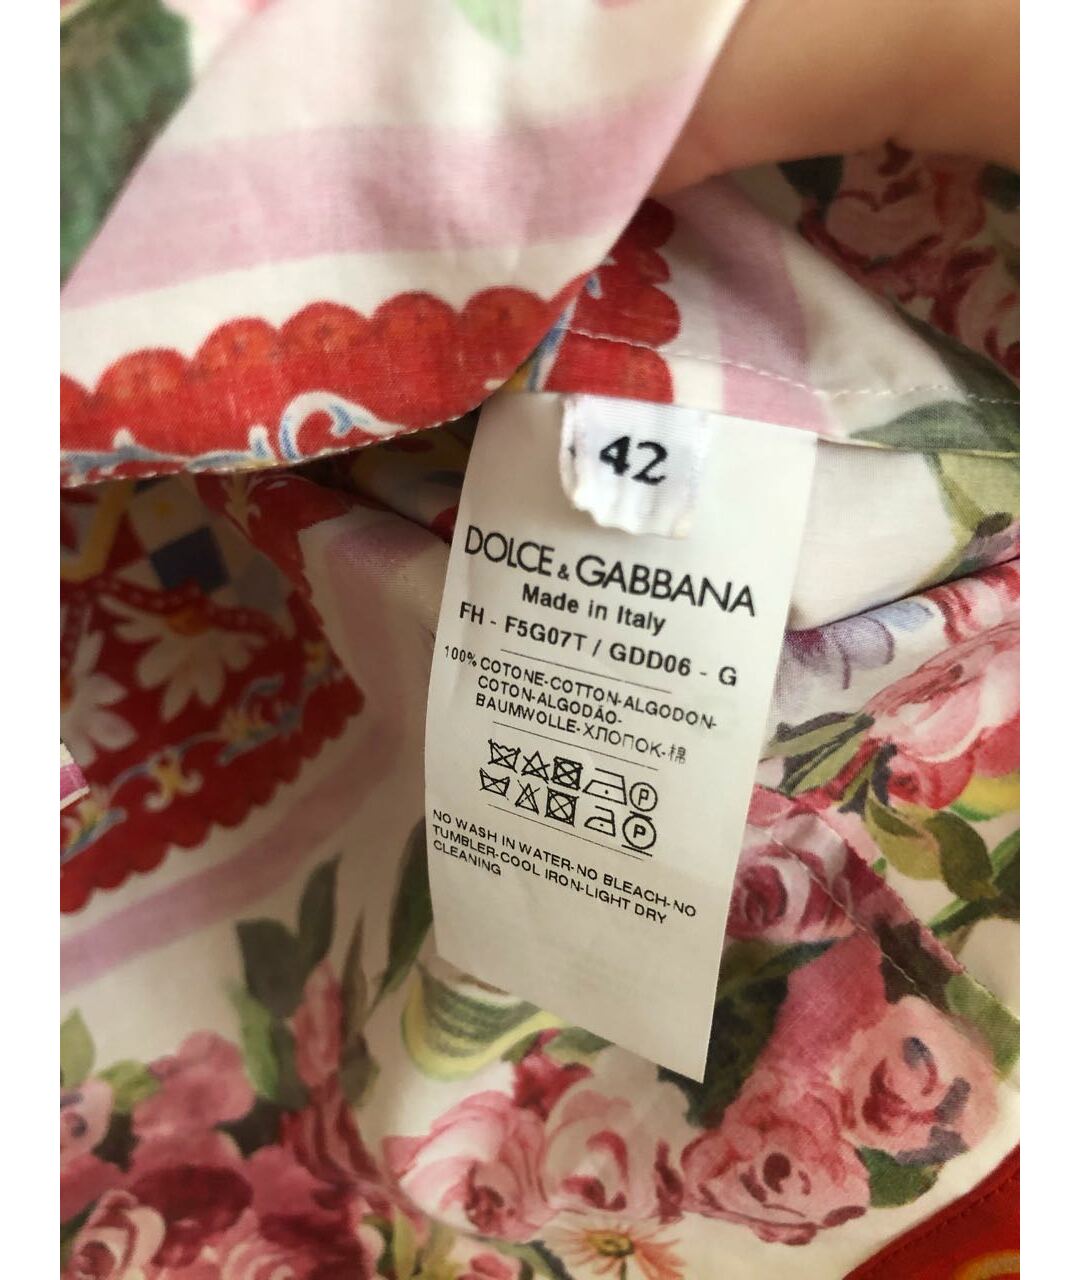 42
DOLCE & GABBANA
Made in Italy
FH - F5G07T / GDD06 - G
100% COTONE-COTTON-ALGODON-
COTON-ALGODÃO-
BAUMWOLLE-ХЛОПОК-棉
P
P
NO WASH IN WATER-NO BLEACH-NO
TUMBLER-COOL IRON-LIGHT DRY
CLEANING